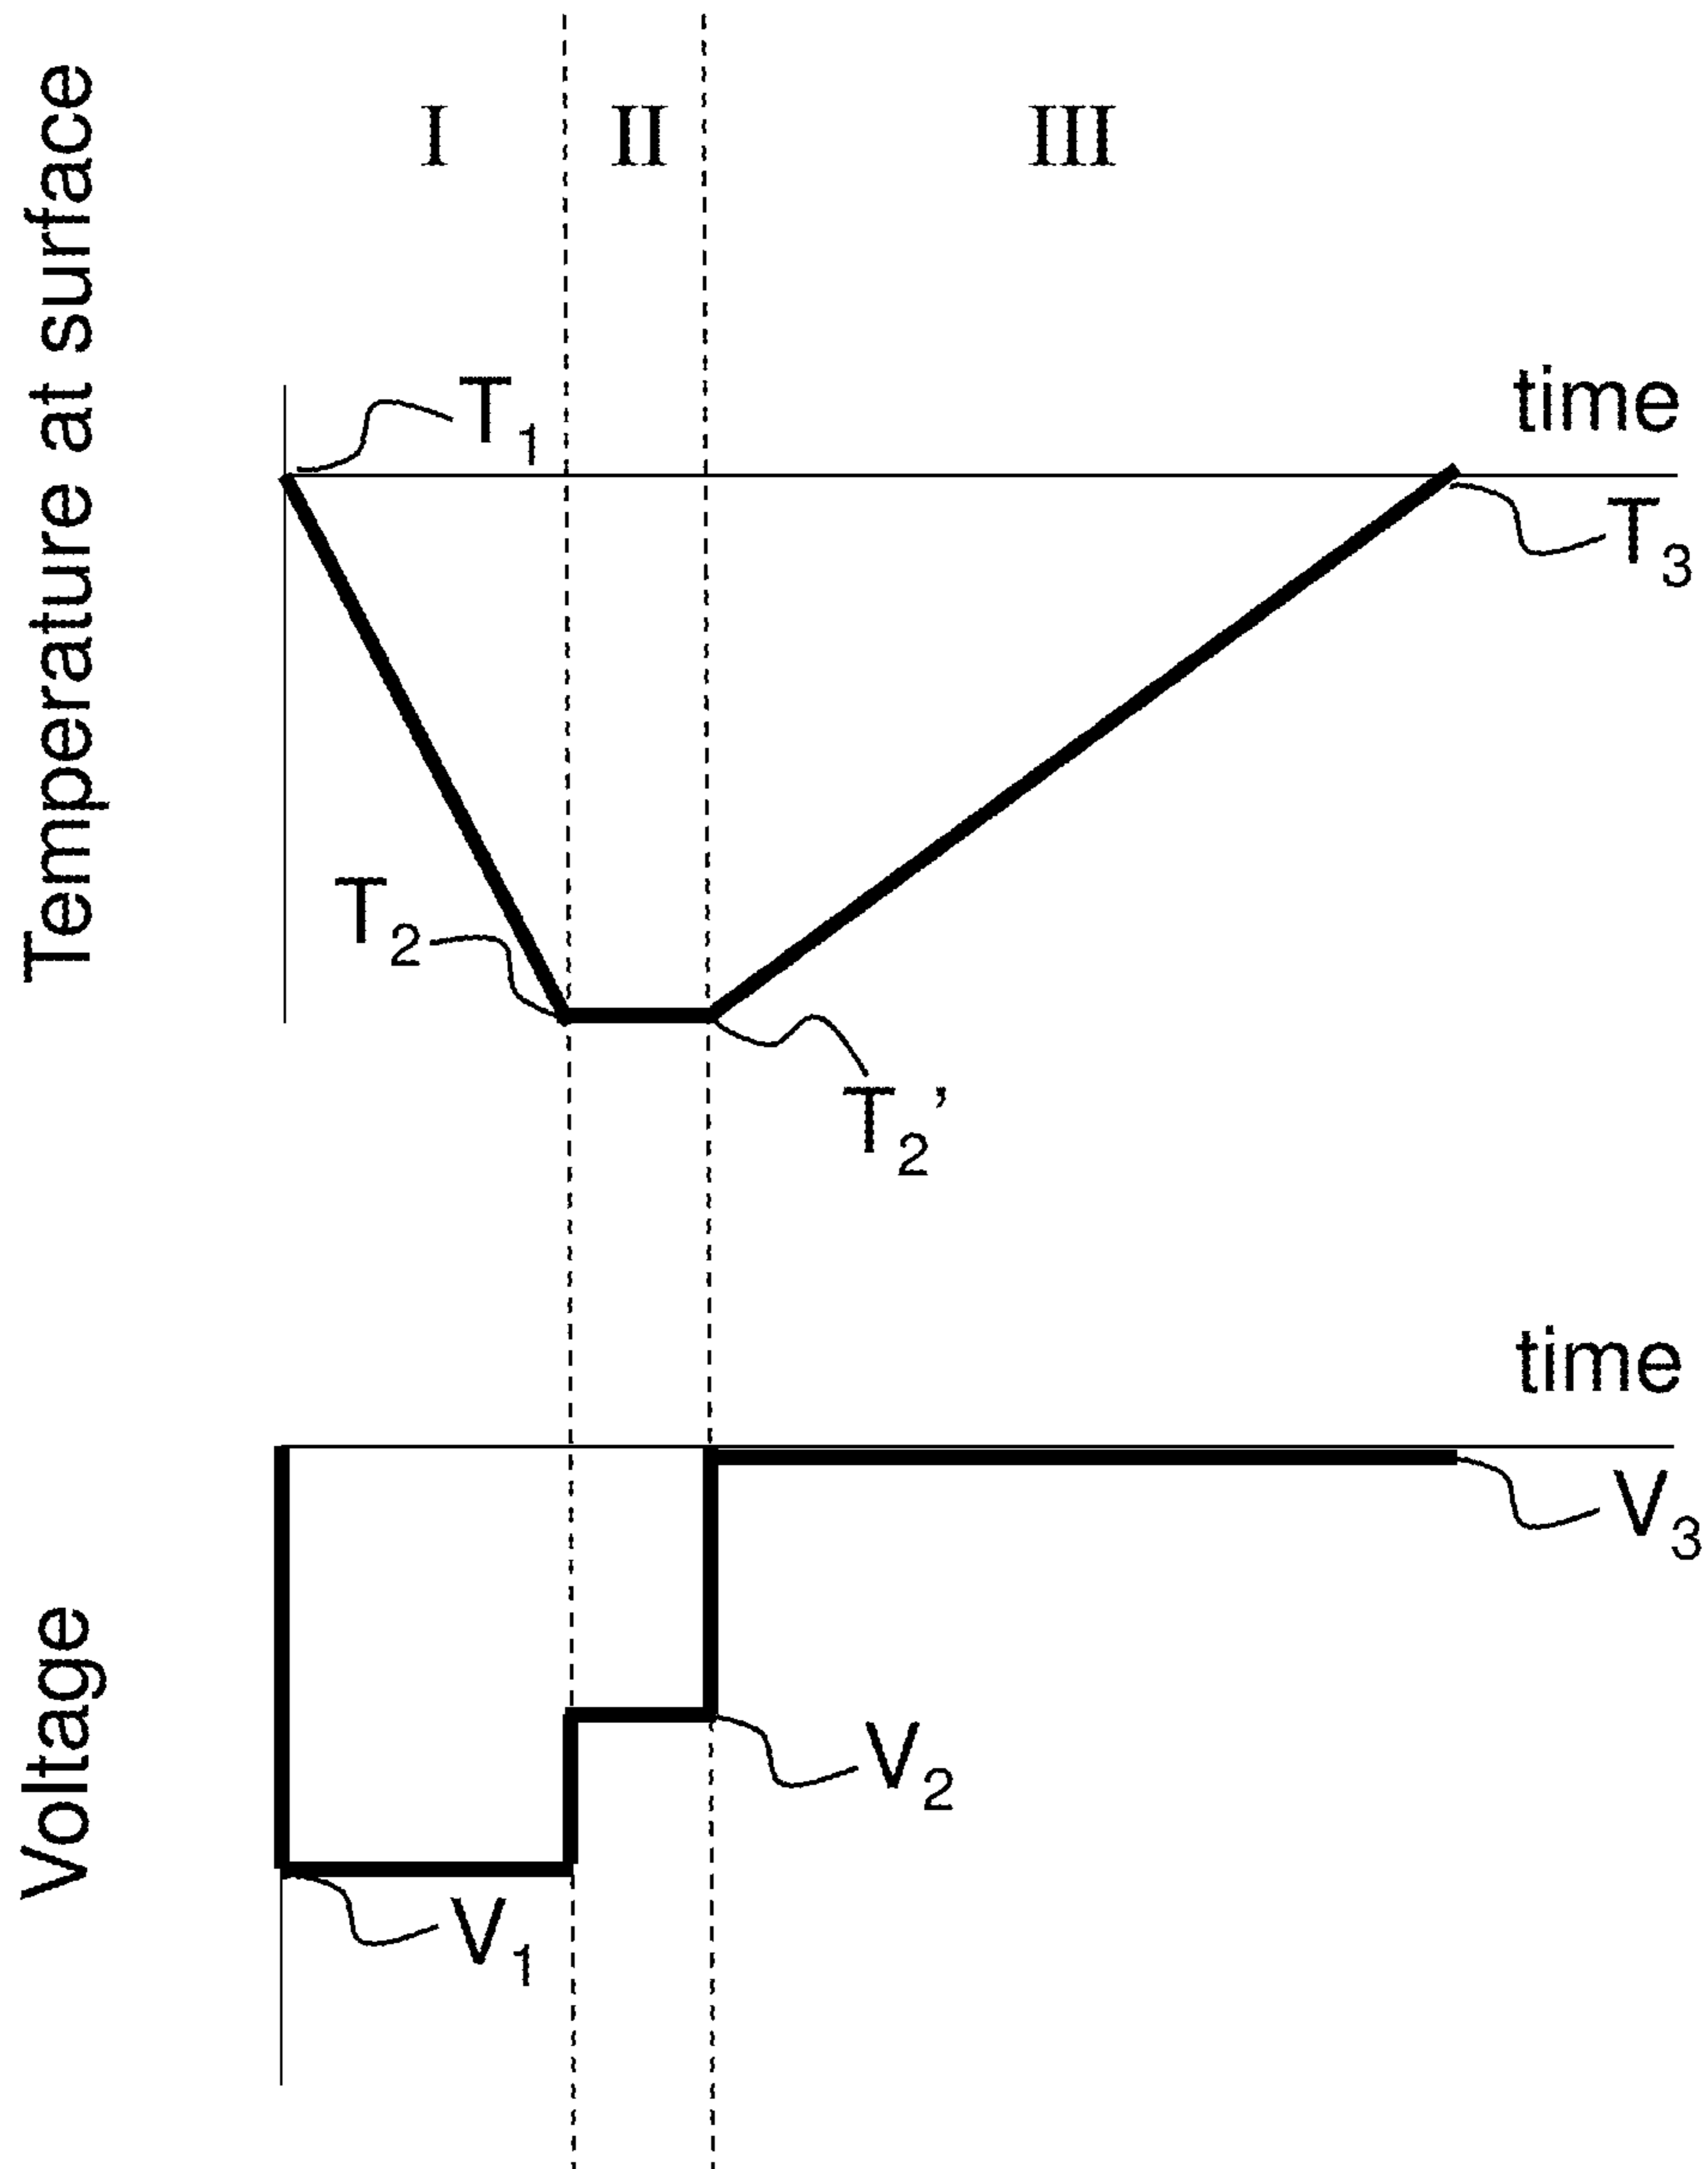 Temperature at surface
I
II
III
time
T1
T3
T2
T2’
time
Voltage
V3
V2
V1